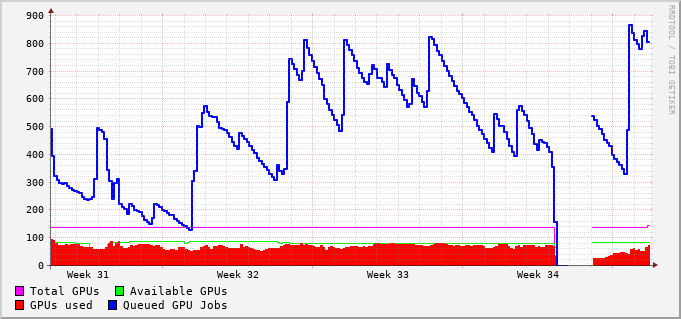 900
800
700
600
500
400
300
200
100
0
Week 31 Week 32 Week 33 Week 34
Total GPUs Available GPUs
GPUs used Queued GPU Jobs
RRDTOOL / TOBI OETIKER